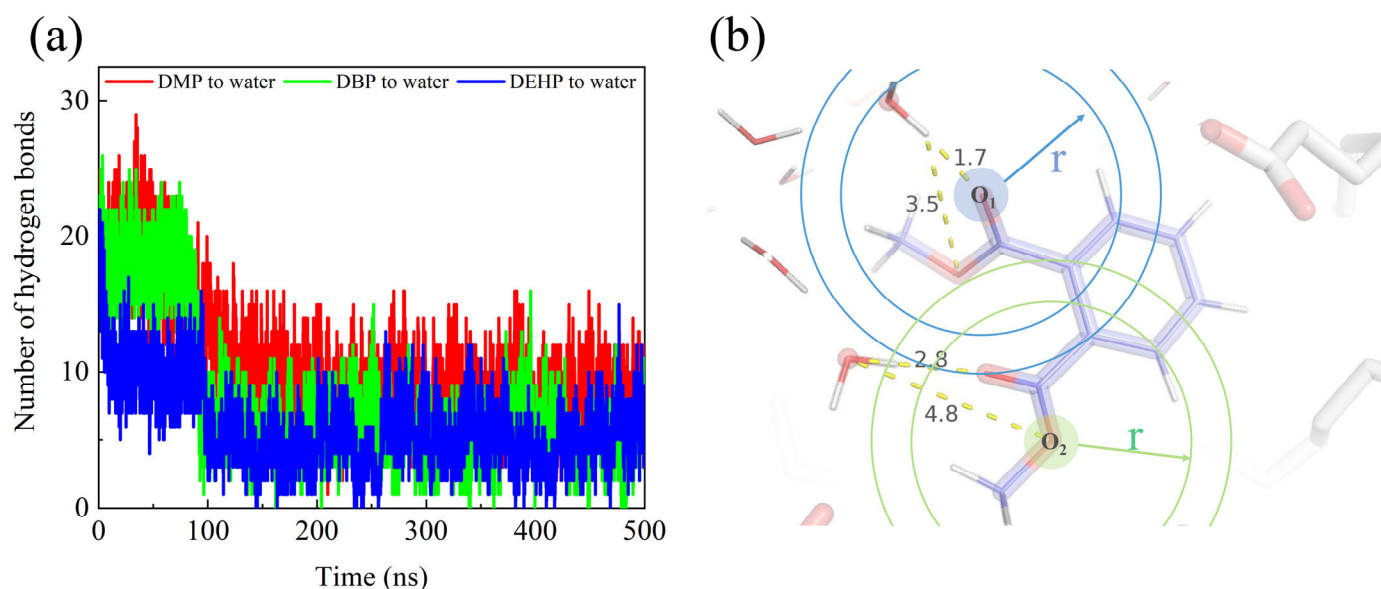 (a)
DMP to water DBP to water DEHP to water
Number of hydrogen bonds
30
20
10
0
0 100 200 300 400 500
Time (ns)
(b)
1.7
r
O1
3.5
2.8
4.8
O2
r